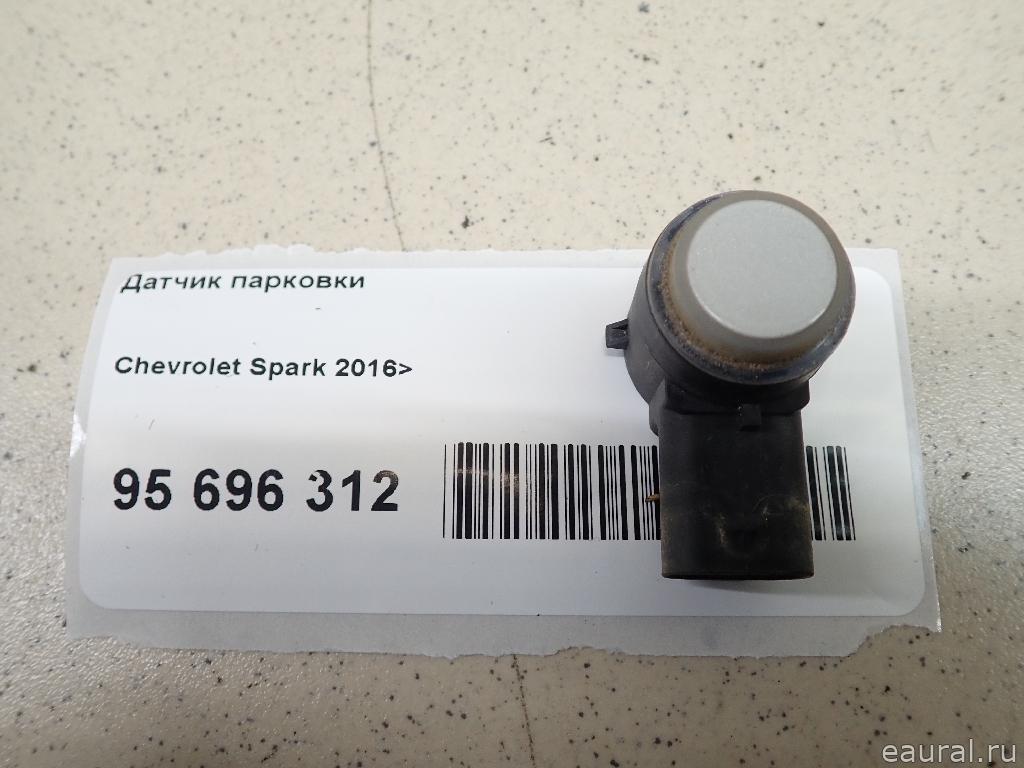 Датчик парковки
Chevrolet Spark 2016>
95 696 312
eaural.ru